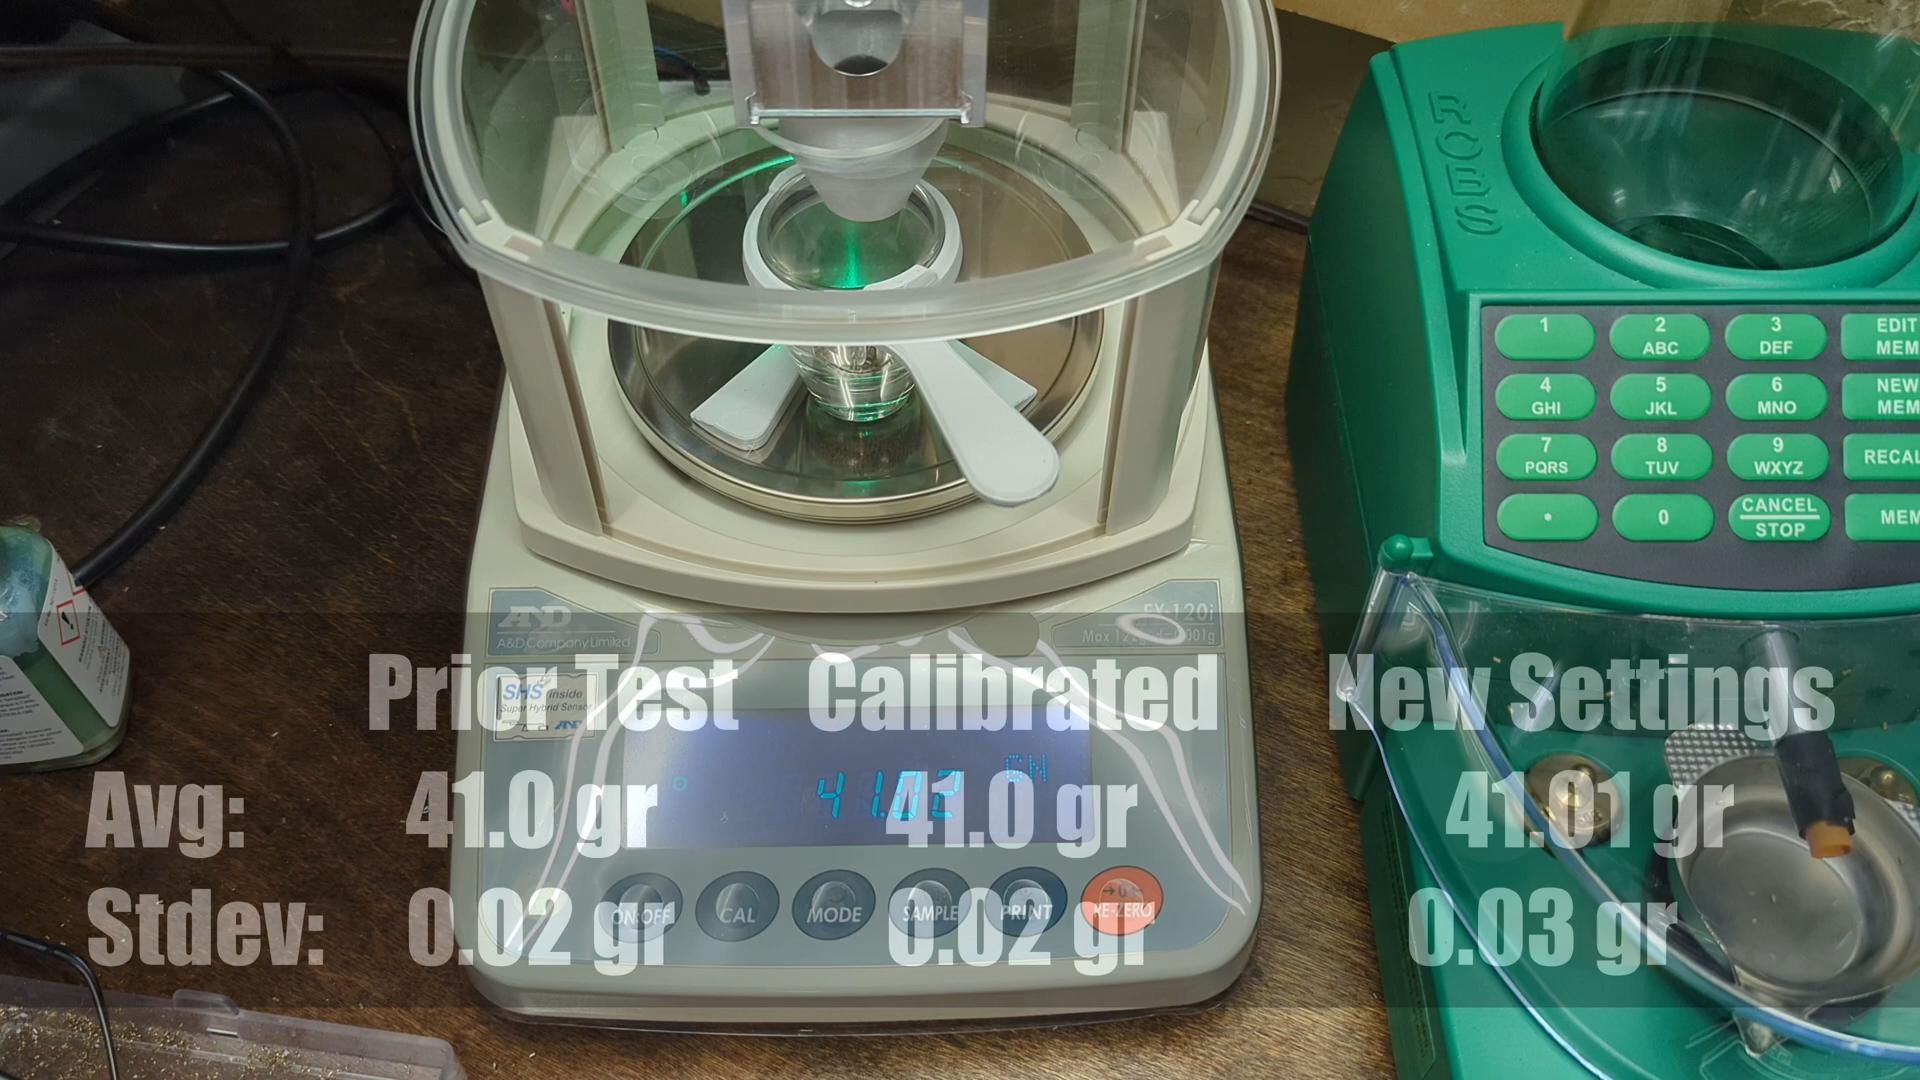 RCBS
1
2
ABC
3
DEF
EDIT
MEM
4
GHI
5
JKL
6
MNO
NEW
MEM
7
PQRS
8
TUV
9
WXYZ
RECAL
.
0
CANCEL
STOP
MEM
AND
A&D Company Limited
FX-120i
SHS inside
Super Hybrid Sensor
AND
Prior Test Calibrated New Settings
GN
41.02
Avg: 41.0 gr 41.0 gr 41.01 gr
Stdev: 0.02 gr 0.02 gr 0.03 gr
ON:OFF
CAL
MODE
SAMPLE
PRINT
→0←
RE-ZERO